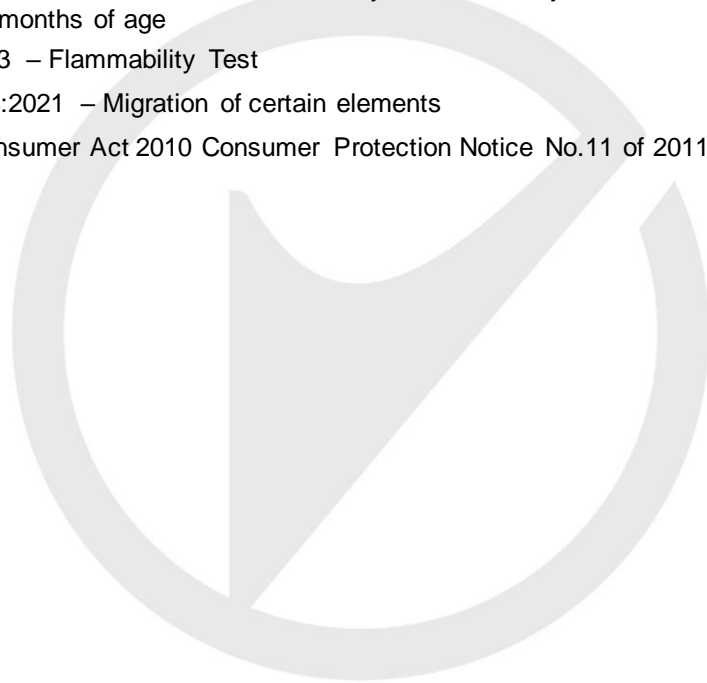 months of age
3 – Flammability Test
:2021 – Migration of certain elements
nsumer Act 2010 Consumer Protection Notice No.11 of 2011